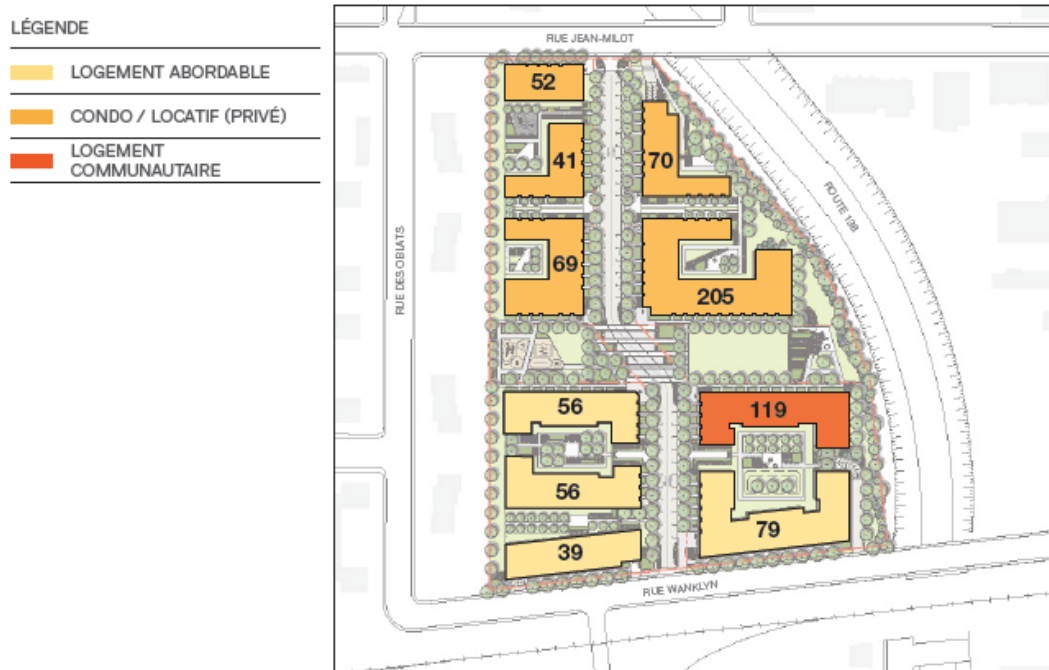 LÉGENDE
LOGEMENT ABORDABLE
CONDO / LOCATIF (PRIVÉ)
LOGEMENT
COMMUNAUTAIRE
RUE JEAN-MILOT
52
41
70
ROUTE 138
RUE DES OBLATS
69
205
56
119
56
79
39
RUE WANKLYN